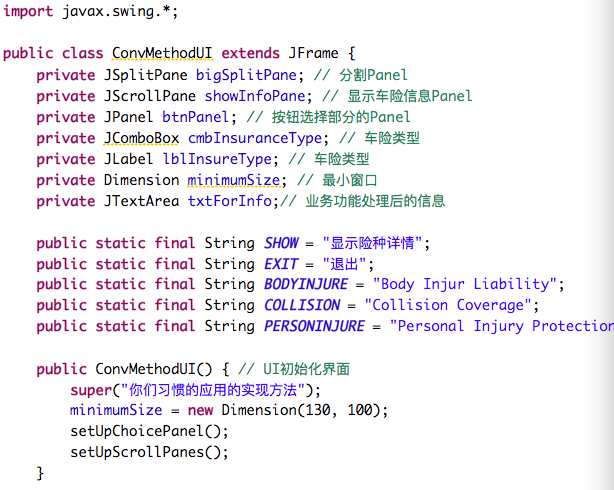 import javax.swing.*;
public class ConvMethodUI extends JFrame {
private JSplitPane bigSplitPane; // 分割Panel
private JScrollPane showInfoPane; // 显示车险信息Panel
private JPanel btnPanel; // 按钮选择部分的Panel
private JComboBox cmbInsuranceType; // 车险类型
private JLabel lblInsureType; // 车险类型
private Dimension minimumSize; // 最小窗口
private JTextArea txtForInfo;// 业务功能处理后的信息
public static final String SHOW = "显示险种详情";
public static final String EXIT = "退出";
public static final String BODYINJURE = "Body Injur Liability";
public static final String COLLISION = "Collision Coverage";
public static final String PERSONINJURE = "Personal Injury Protection
public ConvMethodUI() { // UI初始化界面
super("你们习惯的应用的实现方法");
minimumSize = new Dimension(130, 100);
setUpChoicePanel();
setUpScrollPanes();
}